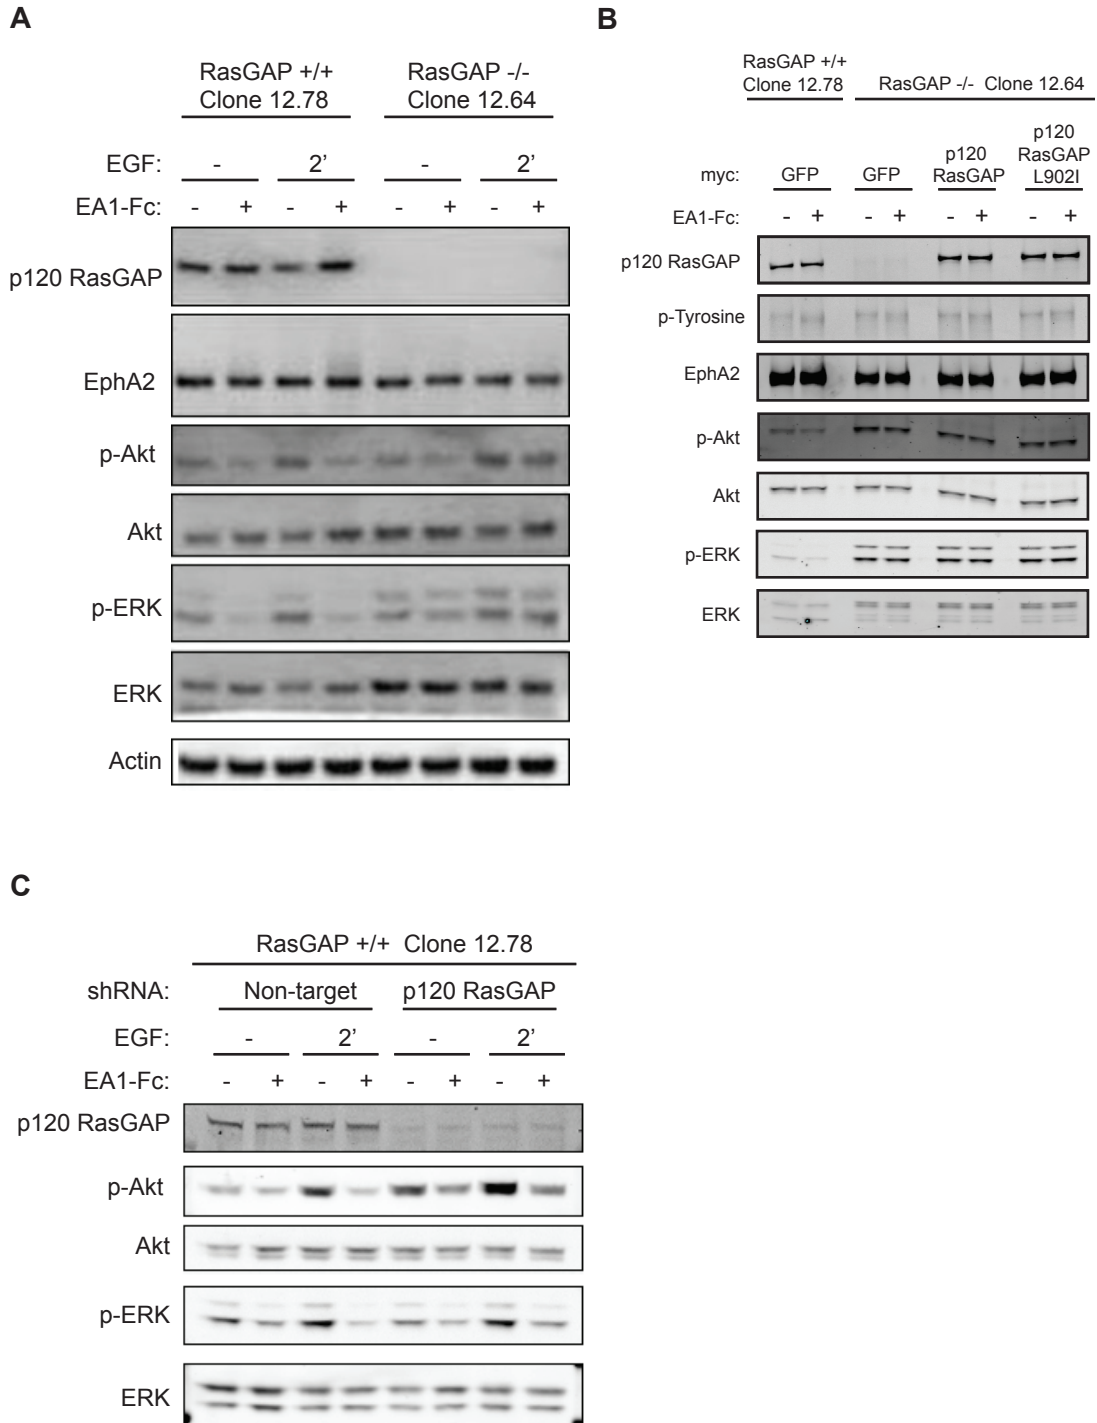 A
RasGAP +/+ RasGAP -/-
Clone 12.78 Clone 12.64
EGF: - 2' - 2'
EA1-Fc: - + - + - + - +
p120 RasGAP
EphA2
p-Akt
Akt
p-ERK
ERK
Actin
B
RasGAP +/+
Clone 12.78 RasGAP -/- Clone 12.64
myc: GFP GFP p120 RasGAP p120 RasGAP L902I
EA1-Fc: - + - + - + - +
p120 RasGAP
p-Tyrosine
EphA2
p-Akt
Akt
p-ERK
ERK
C
RasGAP +/+ Clone 12.78
shRNA: Non-target p120 RasGAP
EGF: - 2' - 2'
EA1-Fc: - + - + - + - +
p120 RasGAP
p-Akt
Akt
p-ERK
ERK